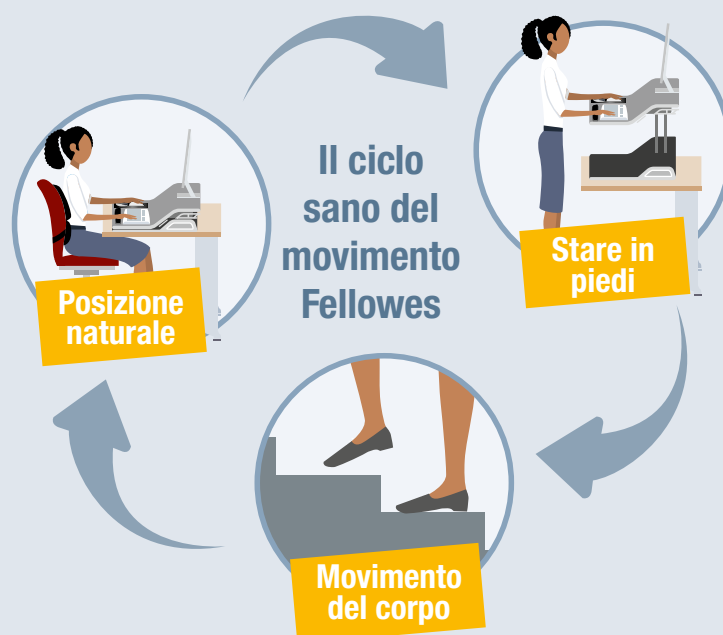 Il ciclo
sano del
movimento
Fellowes
Posizione
naturale
Stare in
piedi
Movimento
del corpo